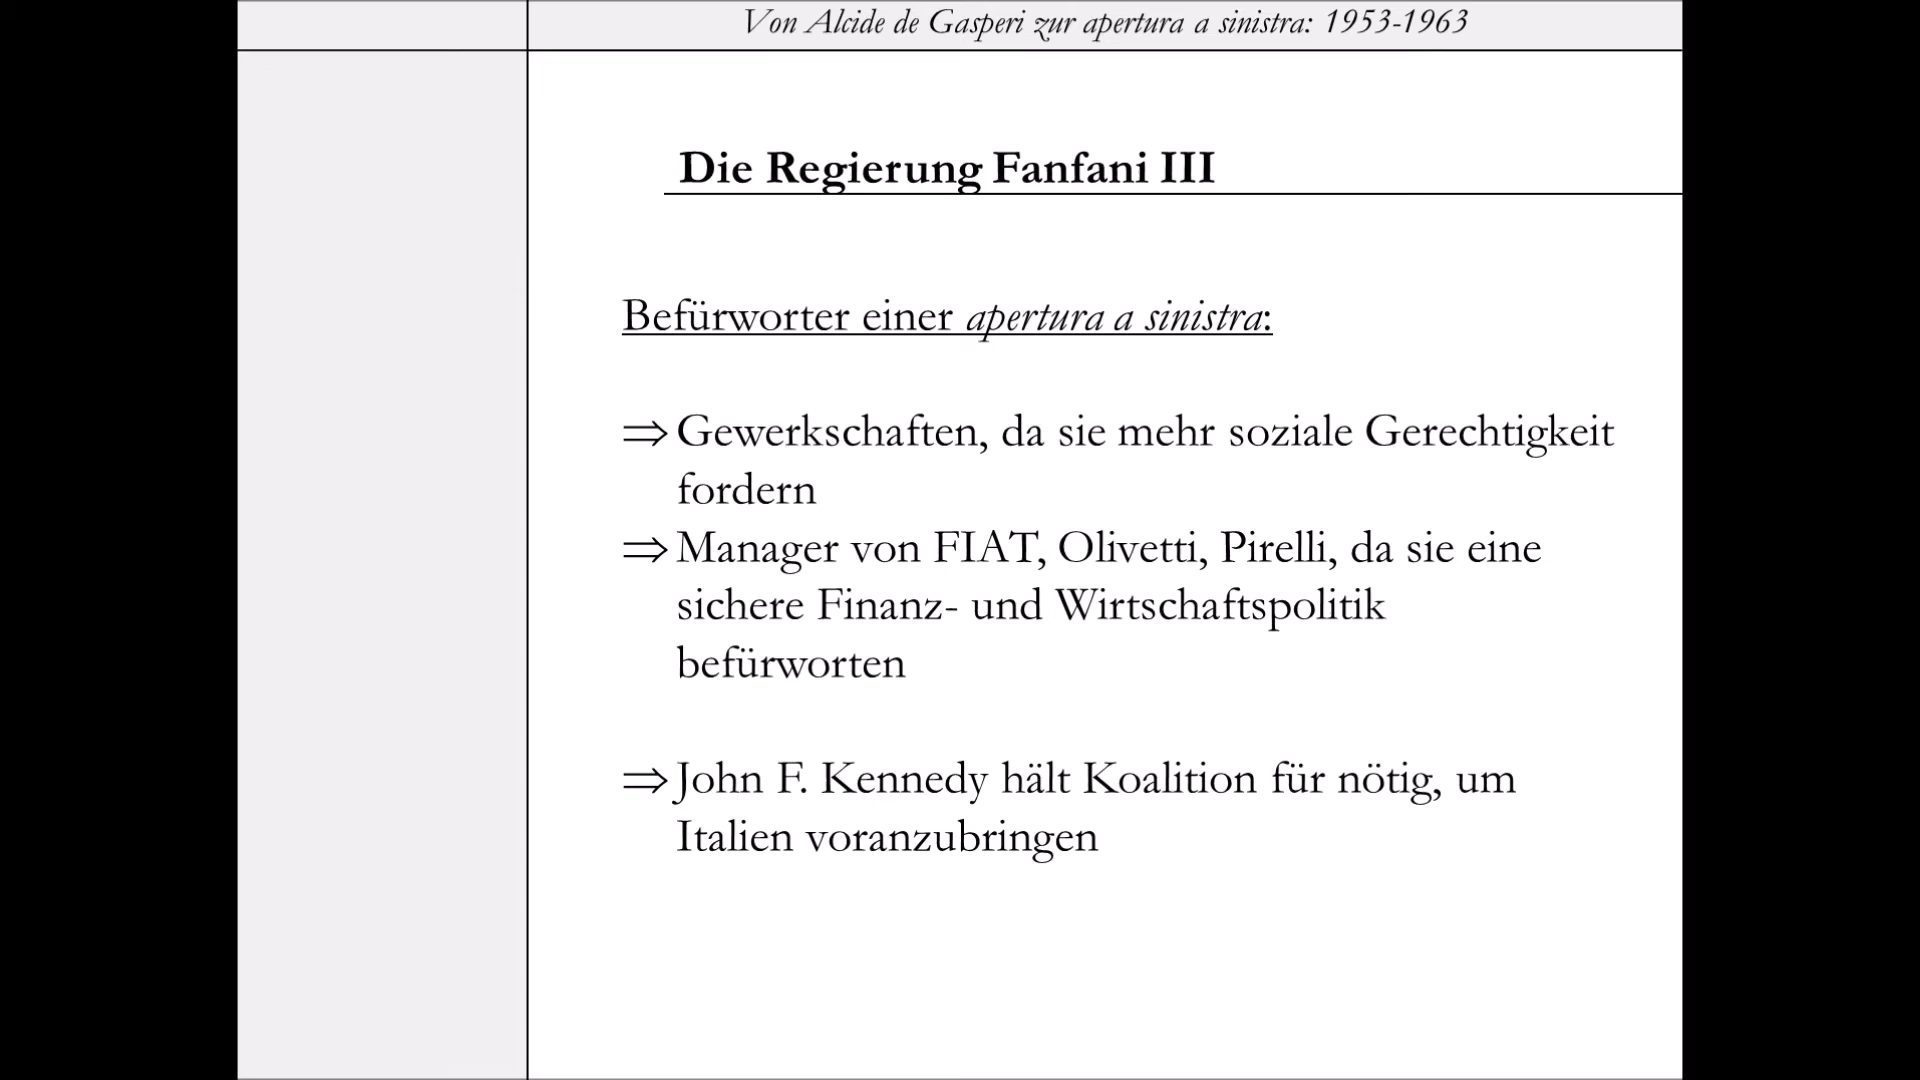 Von Alcide de Gasperi zur apertura a sinistra: 1953-1963
Die Regierung Fanfani III
Befürworter einer apertura a sinistra:
⇒ Gewerkschaften, da sie mehr soziale Gerechtigkeit
fordern
⇒ Manager von FIAT, Olivetti, Pirelli, da sie eine
sichere Finanz- und Wirtschaftspolitik
befürworten
⇒ John F. Kennedy hält Koalition für nötig, um
Italien voranzubringen